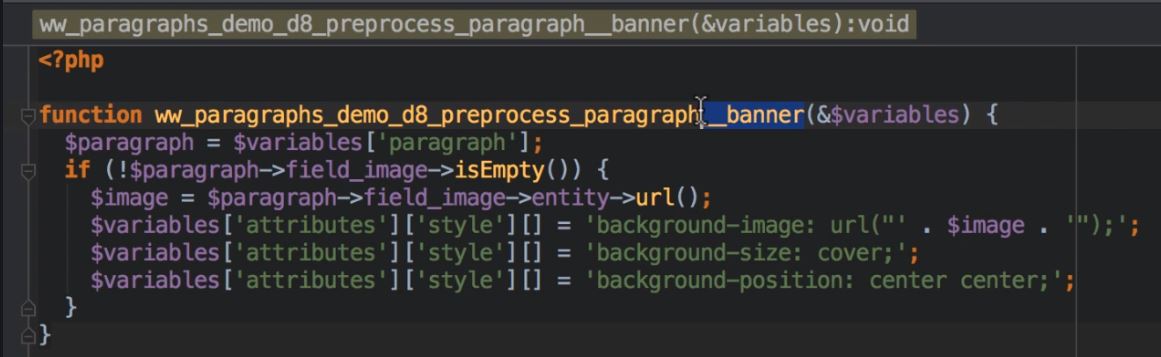 ww_paragraphs_demo_d8_preprocess_paragraph__banner(&variables):void
<?php
function ww_paragraphs_demo_d8_preprocess_paragraph__banner(&$variables) {
$paragraph = $variables['paragraph'];
if (!$paragraph->field_image->isEmpty()) {
$image = $paragraph->field_image->entity->url();
$variables['attributes']['style'][] = 'background-image: url("' . $image . '");';
$variables['attributes']['style'][] = 'background-size: cover;';
$variables['attributes']['style'][] = 'background-position: center center;';
}
}